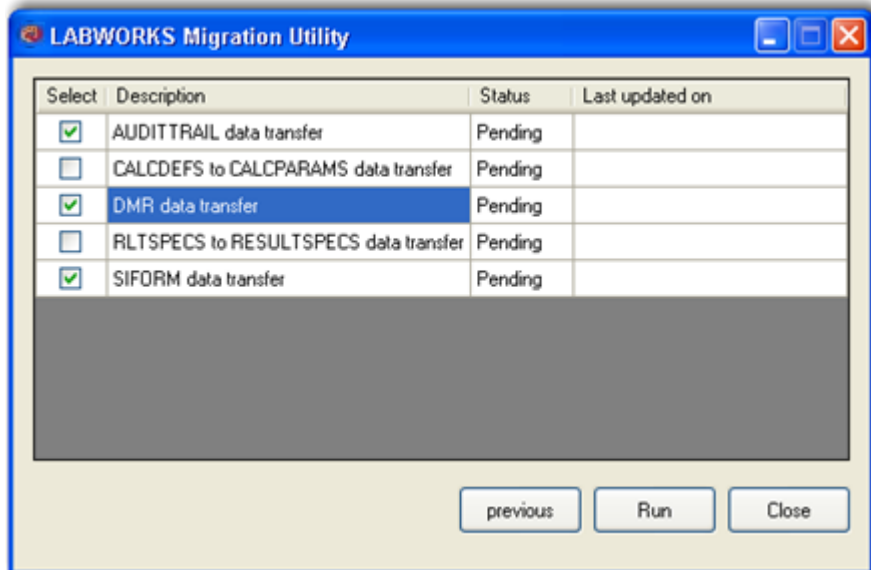 LABWORKS Migration Utility
Select Description Status Last updated on
AUDITTRAIL data transfer Pending
CALCDEFS to CALCPARAMS data transfer Pending
DMR data transfer Pending
RLTSPECS to RESULTSPECS data transfer Pending
SIFORM data transfer Pending
previous Run Close